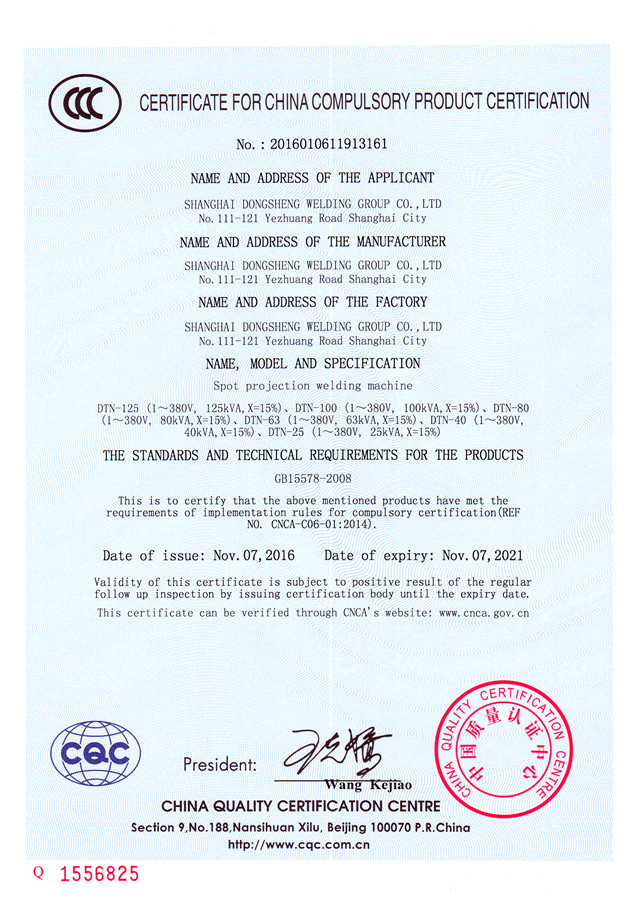 CCC
CERTIFICATE FOR CHINA COMPULSORY PRODUCT CERTIFICATION
No.: 2016010611913161
NAME AND ADDRESS OF THE APPLICANT
SHANGHAI DONGSHENG WELDING GROUP CO.,LTD
No.111-121 Yezhuang Road Shanghai City
NAME AND ADDRESS OF THE MANUFACTURER
SHANGHAI DONGSHENG WELDING GROUP CO.,LTD
No.111-121 Yezhuang Road Shanghai City
NAME AND ADDRESS OF THE FACTORY
SHANGHAI DONGSHENG WELDING GROUP CO.,LTD
No.111-121 Yezhuang Road Shanghai City
NAME, MODEL AND SPECIFICATION
Spot projection welding machine
DTN-125 (1～380V, 125kVA,X=15%)、DTN-100 (1～380V, 100kVA,X=15%)、DTN-80
(1～380V, 80kVA,X=15%)、DTN-63 (1～380V, 63kVA,X=15%)、DTN-40 (1～380V,
40kVA,X=15%)、DTN-25 (1～380V, 25kVA,X=15%)
THE STANDARDS AND TECHNICAL REQUIREMENTS FOR THE PRODUCTS
GB15578-2008
This is to certify that the above mentioned products have met the
requirements of implementation rules for compulsory certification(REF
NO. CNCA-C06-01:2014).
Date of issue: Nov.07,2016 Date of expiry: Nov.07,2021
Validity of this certificate is subject to positive result of the regular
follow up inspection by issuing certification body until the expiry date.
This certificate can be verified through CNCA's website: www.cnca.gov.cn
CHINA QUALITY CERTIFICATION CENTRE
中国质量认证中心
CQC
President:
Wang Kejiao
CHINA QUALITY CERTIFICATION CENTRE
Section 9,No.188,Nansihuan Xilu, Beijing 100070 P.R.China
http://www.cqc.com.cn
Q 1556825